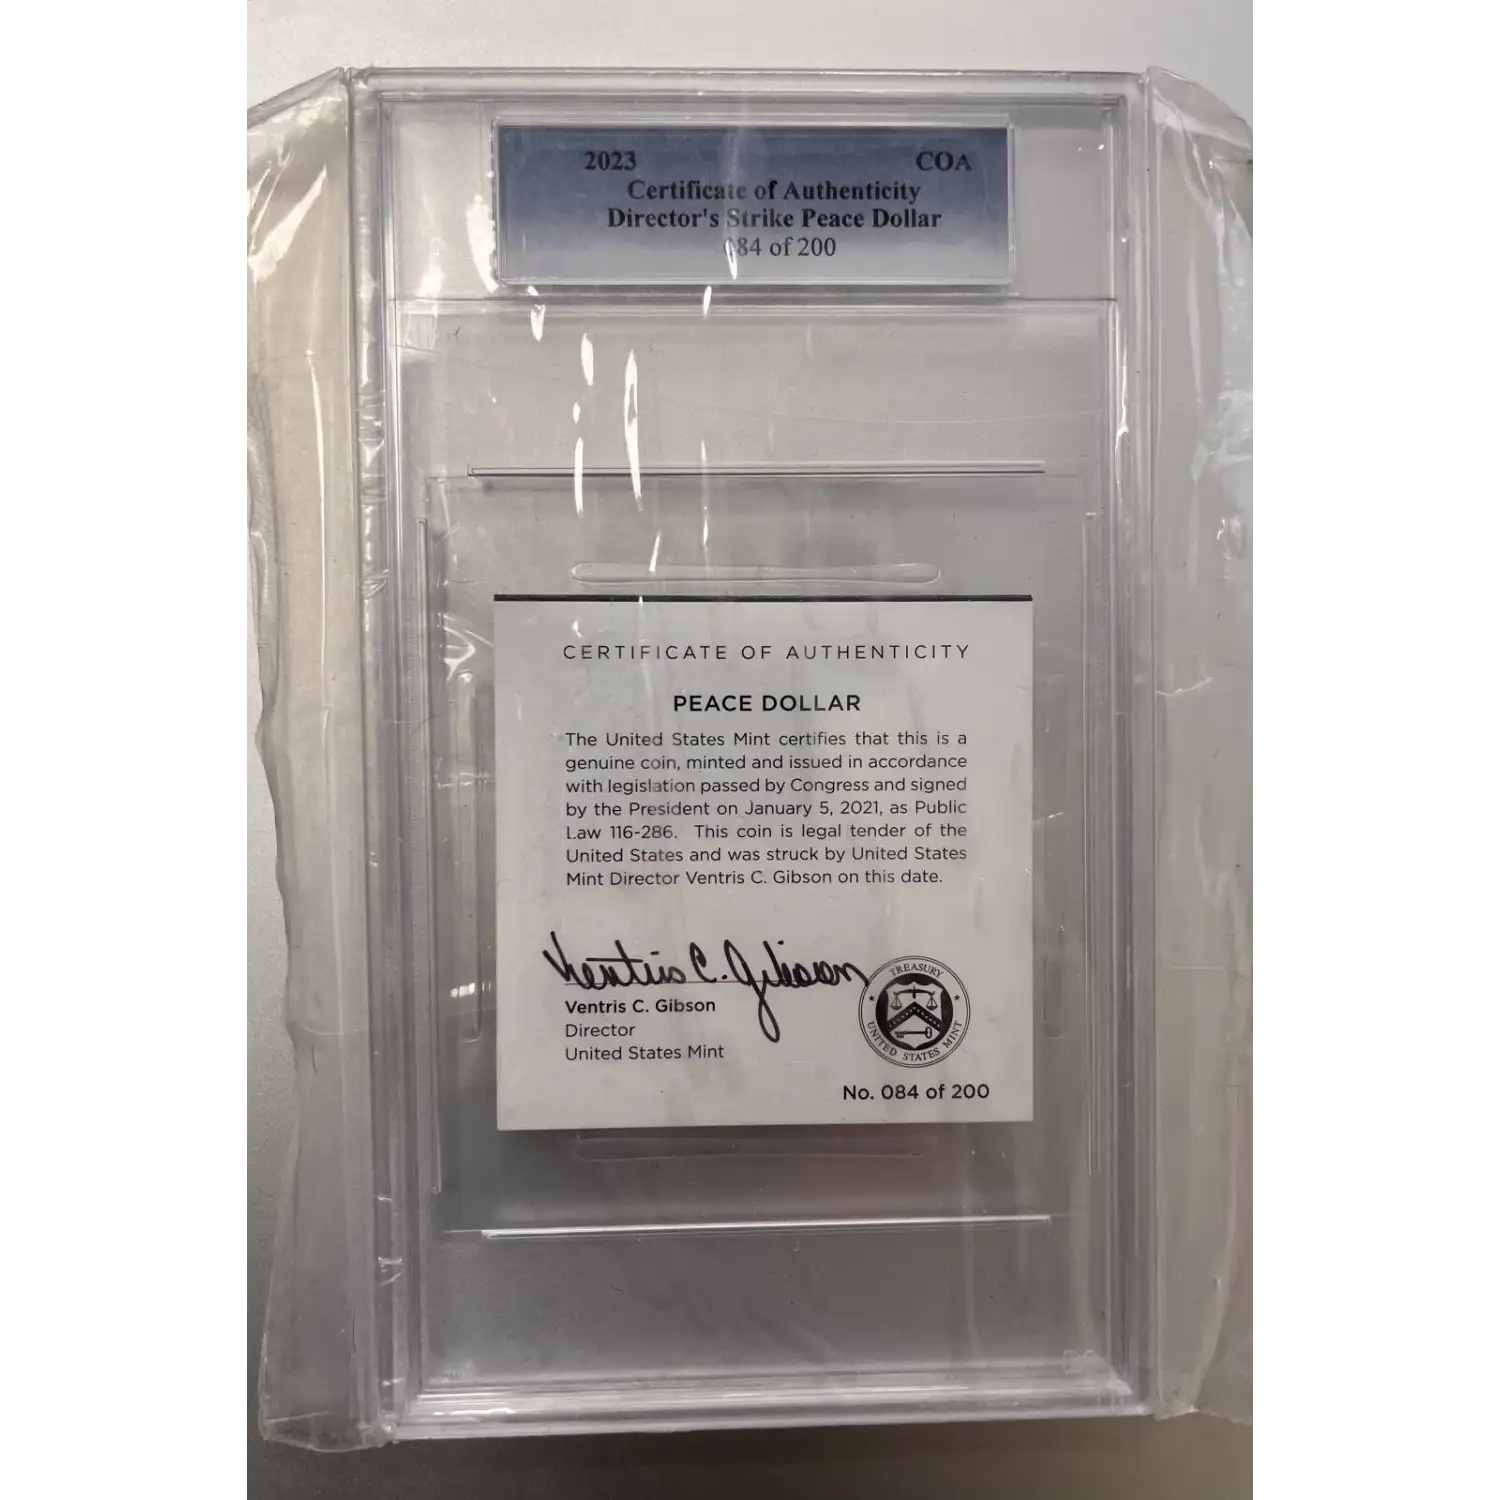 2023 COA
Certificate of Authenticity
Director's Strike Peace Dollar
084 of 200
CERTIFICATE OF AUTHENTICITY
PEACE DOLLAR
The United States Mint certifies that this is a
genuine coin, minted and issued in accordance
with legislation passed by Congress and signed
by the President on January 5, 2021, as Public
Law 116-286. This coin is legal tender of the
United States and was struck by United States
Mint Director Ventris C. Gibson on this date.
Ventris C. Gibson
Ventris C. Gibson
Director
United States Mint
TREASURY
UNITED STATES MINT
No. 084 of 200